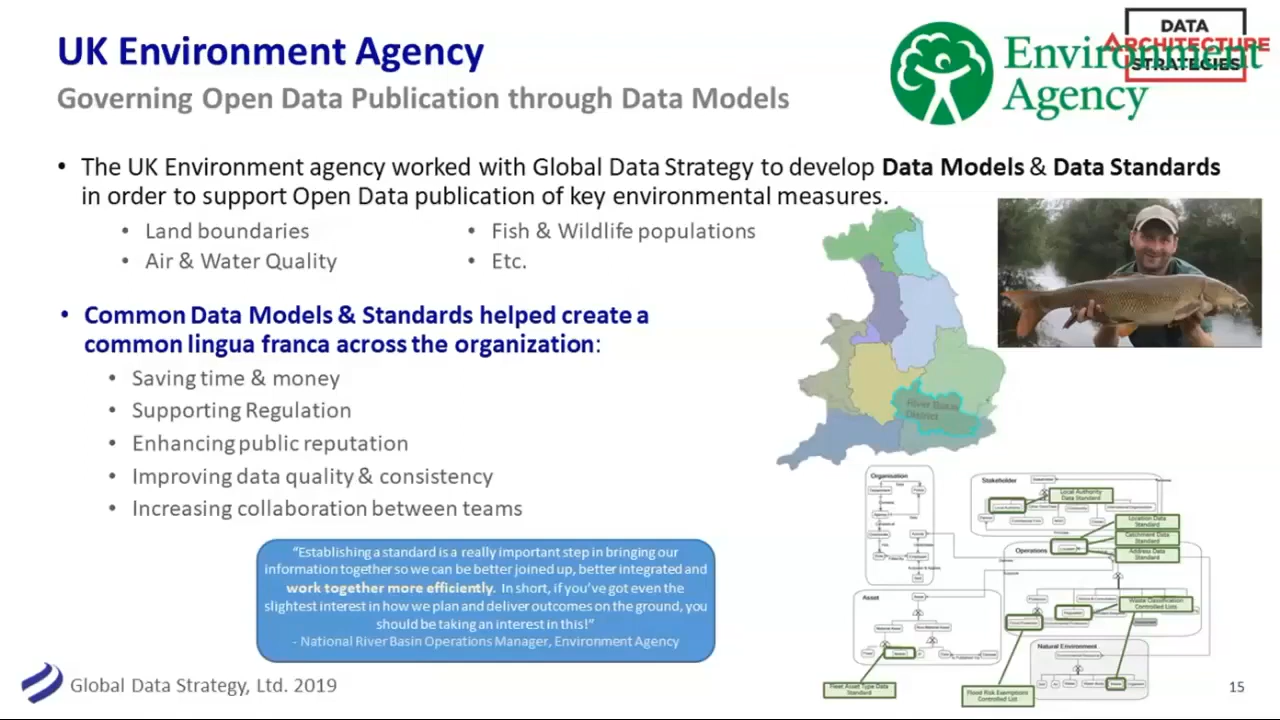 UK Environment Agency
Governing Open Data Publication through Data Models
Environment
Agency
DATA
ARCHITECTURE
STRATEGIES
• The UK Environment agency worked with Global Data Strategy to develop Data Models & Data Standards
in order to support Open Data publication of key environmental measures.
• Land boundaries
• Air & Water Quality
• Fish & Wildlife populations
• Etc.
• Common Data Models & Standards helped create a
common lingua franca across the organization:
• Saving time & money
• Supporting Regulation
• Enhancing public reputation
• Improving data quality & consistency
• Increasing collaboration between teams
"Establishing a standard is a really important step in bringing our
information together so we can be better joined up, better integrated and
work together more efficiently. In short, if you've got even the
slightest interest in how we plan and deliver outcomes on the ground, you
should be taking an interest in this!"
- National River Basin Operations Manager, Environment Agency
River Basin
District
Organisation
Stakeholder
Local Authority
Data Standard
Location Data
Standard
Catchment Data
Standard
Address Data
Standard
Operations
Asset
Waste Classification
Controlled Lists
Natural Environment
Fleet Asset Type Data
Standard
Flood Risk Exemptions
Controlled List
Global Data Strategy, Ltd. 2019
15